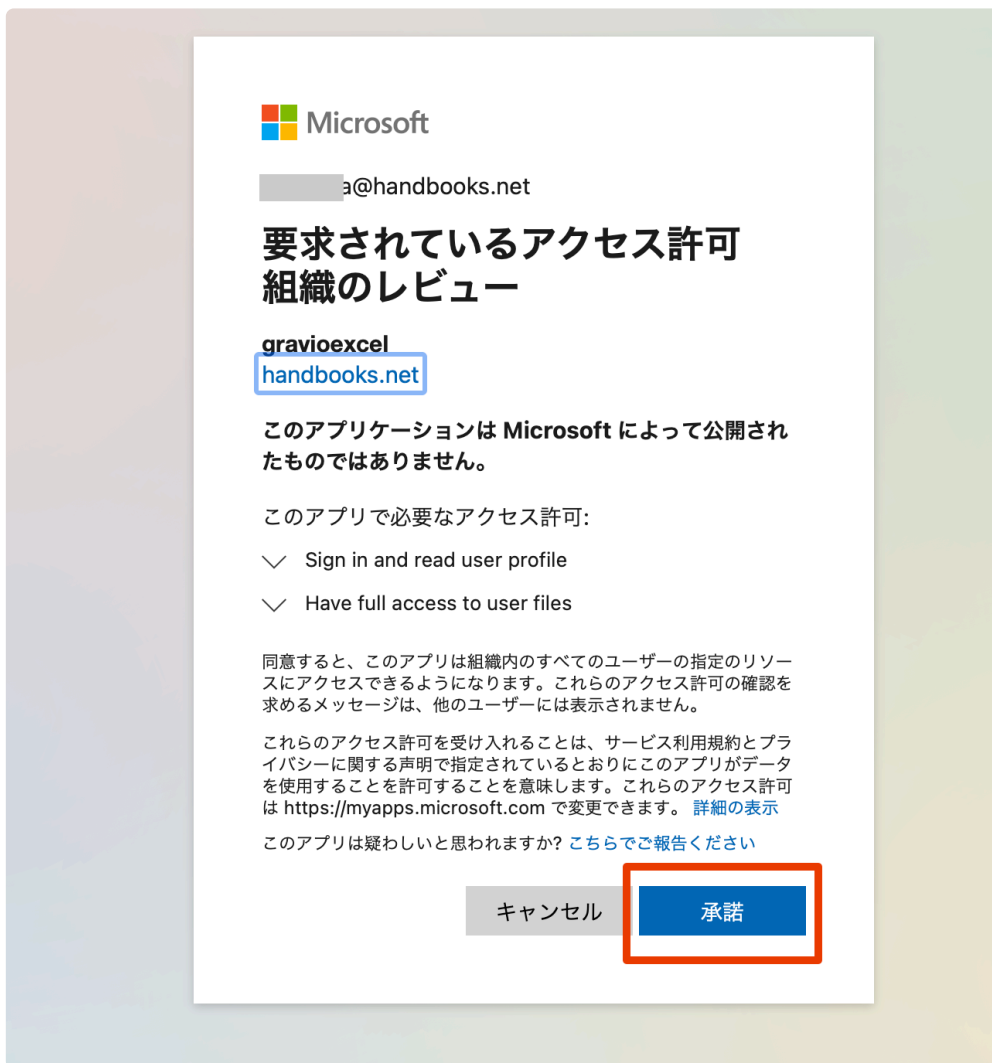 Microsoft
a@handbooks.net
要求されているアクセス許可
組織のレビュー
gravioexcel
handbooks.net
このアプリケーションは Microsoft によって公開され
たものではありません。
このアプリで必要なアクセス許可:
Sign in and read user profile
Have full access to user files
同意すると、このアプリは組織内のすべてのユーザーの指定のリソー
スにアクセスできるようになります。これらのアクセス許可の確認を
求めるメッセージは、他のユーザーには表示されません。
これらのアクセス許可を受け入れることは、サービス利用規約とプラ
イバシーに関する声明で指定されているとおりにこのアプリがデータ
を使用することを許可することを意味します。これらのアクセス許可
は https://myapps.microsoft.com で変更できます。 詳細の表示
このアプリは疑わしいと思われますか? こちらでご報告ください
キャンセル 承諾